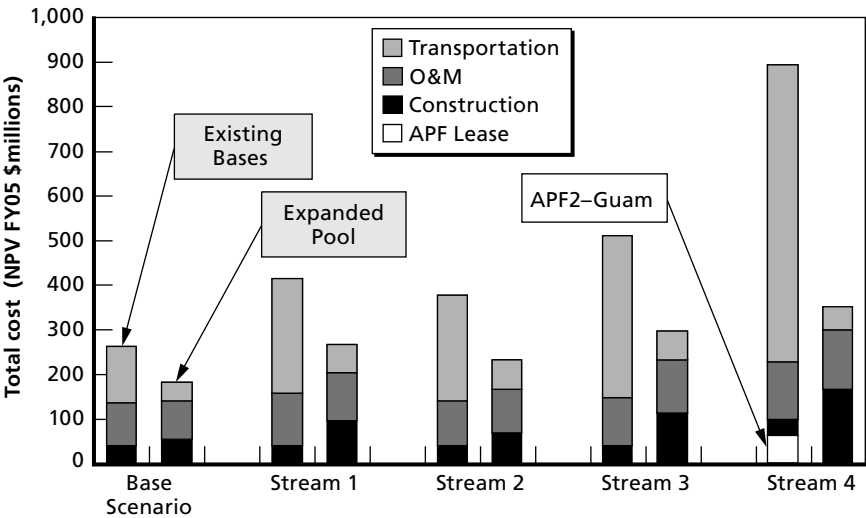 Total cost (NPV FY05 $millions)
1,000
900
800
700
600
500
400
300
200
100
0
Transportation
O&M
Construction
APF Lease
Existing
Bases
Expanded
Pool
APF2–Guam
Base
Scenario
Stream 1
Stream 2
Stream 3
Stream 4